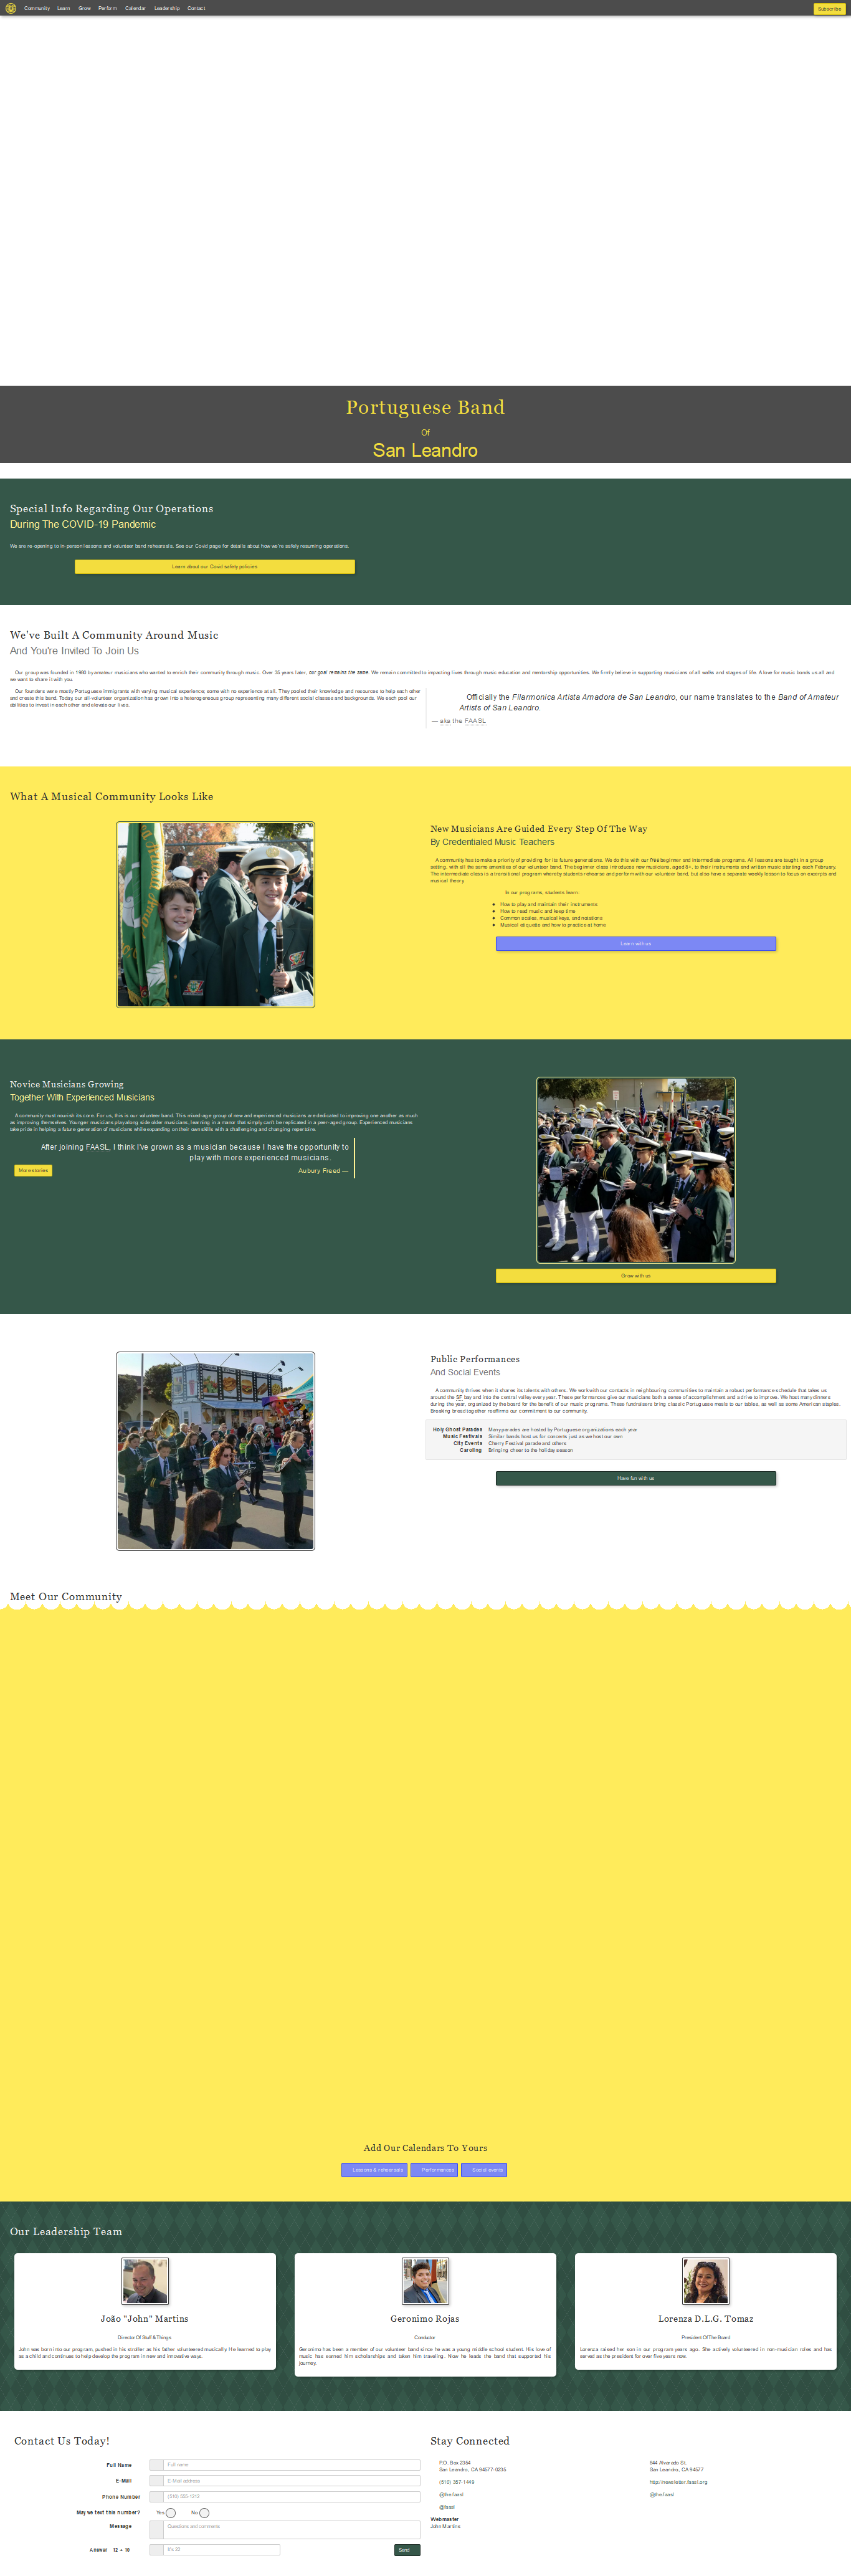 Community Learn Grow Perform Calendar Leadership Contact Subscribe
Portuguese Band
Of
San Leandro
Special Info Regarding Our Operations
During The COVID-19 Pandemic
We are re-opening to in-person lessons and volunteer band rehearsals. See our Covid page for details about how we're safely resuming operations.
Learn about our Covid safety policies
We've Built A Community Around Music
And You're Invited To Join Us
Our group was founded in 1960 by amateur musicians who wanted to enrich their community through music. Over 35 years later, our goal remains the same. We remain committed to impacting lives through music education and mentorship opportunities. We firmly believe in supporting musicians of all walks and stages of life. A love for music bonds us all and
we want to share it with you.
Our founders were mostly Portuguese immigrants with varying musical experience; some with no experience at all. They pooled their knowledge and resources to help each other
and create this band. Today, our all-volunteer organization has grown into a heterogeneous group representing many different social classes and backgrounds. We each pool our
abilities to invest in each other and elevate our lives.
Officially the Filarmonica Artista Amadora de San Leandro, our name translates to the Band of Amateur
Artists of San Leandro.
— aka the FAASL
What A Musical Community Looks Like
New Musicians Are Guided Every Step Of The Way
By Credentialed Music Teachers
A community has to make a priority of providing for its future generations. We do this with our free beginner and intermediate programs. All lessons are taught in a group
setting, with all the same amenities of our volunteer band. The beginner class introduces new musicians, aged 8+, to their instruments and written music starting each February.
The intermediate class is a transitional program whereby students rehearse and perform with our volunteer band, but also have a separate weekly lesson to focus on excerpts and
musical theory.
In our programs, students learn:
How to play and maintain their instruments
How to read music and keep time
Common scales, musical keys, and notations
Musical etiquette and how to practice at home
Learn with us
Novice Musicians Growing
Together With Experienced Musicians
A community must nourish its core. For us, this is our volunteer band. This mixed-age group of new and experienced musicians are dedicated to improving one another as much
as improving themselves. Younger musicians play along side older musicians, learning in a manor that simply can't be replicated in a peer-aged group. Experienced musicians
take pride in helping a future generation of musicians while expanding on their own skills with a challenging and changing repertoire.
After joining FAASL, I think I've grown as a musician because I have the opportunity to
play with more experienced musicians.
Aubury Freed —
More stories
Grow with us
Public Performances
And Social Events
A community thrives when it shares its talents with others. We work with our contacts in neighbouring communities to maintain a robust performance schedule that takes us
around the SF bay and into the central valley every year. These performances give our musicians both a sense of accomplishment and a drive to improve. We host many dinners
during the year, organized by the board for the benefit of our music programs. These fundraisers bring classic Portuguese meals to our tables, as well as some American staples.
Breaking bread together reaffirms our commitment to our community.
Holy Ghost Parades Many parades are hosted by Portuguese organizations each year
Music Festivals Similar bands host us for concerts just as we host our own
City Events Cherry Festival parade and others
Caroling Bringing cheer to the holiday season
Have fun with us
Meet Our Community
Add Our Calendars To Yours
Lessons & rehearsals Performances Social events
Our Leadership Team
João "John" Martins
Director Of Stuff & Things
John was born into our program, pushed in his stroller as his father volunteered musically. He learned to play
as a child and continues to help develop the program in new and innovative ways.
Geronimo Rojas
Conductor
Geronimo has been a member of our volunteer band since he was a young middle school student. His love of
music has earned him scholarships and taken him traveling. Now he leads the band that supported his
journey.
Lorenza D.L.G. Tomaz
President Of The Board
Lorenza raised her son in our program years ago. She actively volunteered in non-musician roles and has
served as the president for over five years now.
Contact Us Today!
Full Name Full name
E-Mail E-Mail address
Phone Number (510) 555-1212
May we text this number? Yes No
Message Questions and comments
Answer 12 + 10 It's 22 Send
Stay Connected
P.O. Box 2354
San Leandro, CA 94577-0235
(510) 357-1449
@the.faasl
@faasl
Webmaster
John Martins
844 Alvarado St.
San Leandro, CA 94577
http://newsletter.faasl.org
@the.faasl